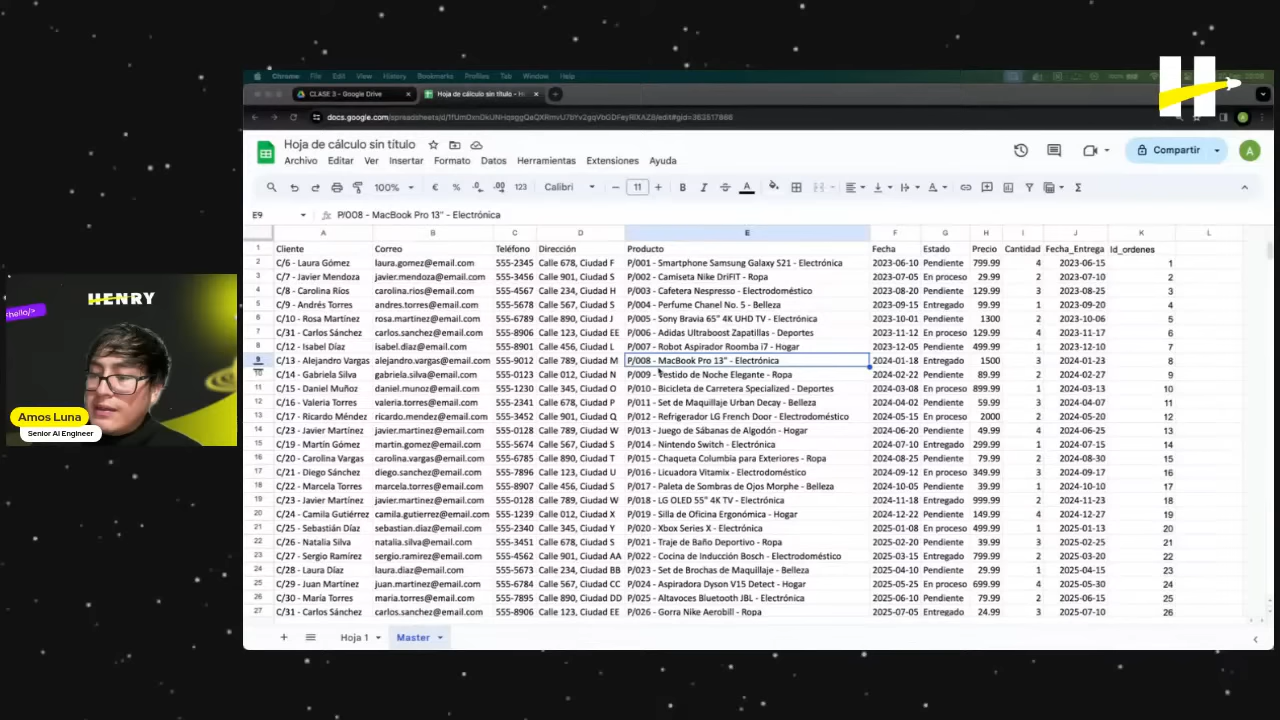 Chrome File Edit View History Bookmarks Profiles Tab Window Help
CLASE 3 - Google Drive Hoja de cálculo sin título - H
Hoja de cálculo sin título
Archivo Editar Ver Insertar Formato Datos Herramientas Extensiones Ayuda
Compartir A
100% € % .0 .00 123 Calibri 11 B I A
E9 P/008 - MacBook Pro 13" - Electrónica
A B C D E F G H I J K L
1 Cliente Correo Teléfono Dirección Producto Fecha Estado Precio Cantidad Fecha_Entrega Id_ordenes
2 C/6 - Laura Gómez laura.gomez@email.com 555-2345 Calle 678, Ciudad F P/001 - Smartphone Samsung Galaxy S21 - Electrónica 2023-06-10 Pendiente 799.99 4 2023-06-15 1
3 C/7 - Javier Mendoza javier.mendoza@email.com 555-3456 Calle 901, Ciudad S P/002 - Camiseta Nike DriFIT - Ropa 2023-07-05 En proceso 29.99 2 2023-07-10 2
4 C/8 - Carolina Ríos carolina.rios@email.com 555-4567 Calle 234, Ciudad H P/003 - Cafetera Nespresso - Electrodoméstico 2023-08-20 Pendiente 129.99 3 2023-08-25 3
5 C/9 - Andrés Torres andres.torres@email.com 555-5678 Calle 567, Ciudad S P/004 - Perfume Chanel No. 5 - Belleza 2023-09-15 Entregado 99.99 1 2023-09-20 4
6 C/10 - Rosa Martínez rosa.martinez@email.com 555-6789 Calle 890, Ciudad J P/005 - Sony Bravia 65" 4K UHD TV - Electrónica 2023-10-01 Pendiente 1300 2 2023-10-06 5
7 C/31 - Carlos Sánchez carlos.sanchez@email.com 555-8906 Calle 123, Ciudad EE P/006 - Adidas Ultraboost Zapatillas - Deportes 2023-11-12 En proceso 129.99 4 2023-11-17 6
8 C/12 - Isabel Díaz isabel.diaz@email.com 555-8901 Calle 456, Ciudad L P/007 - Robot Aspirador Roomba i7 - Hogar 2023-12-05 Pendiente 499.99 1 2023-12-10 7
9 C/13 - Alejandro Vargas alejandro.vargas@email.com 555-9012 Calle 789, Ciudad M P/008 - MacBook Pro 13" - Electrónica 2024-01-18 Entregado 1500 3 2024-01-23 8
10 C/14 - Gabriela Silva gabriela.silva@email.com 555-0123 Calle 012, Ciudad N P/009 - Vestido de Noche Elegante - Ropa 2024-02-22 Pendiente 89.99 2 2024-02-27 9
11 C/15 - Daniel Muñoz daniel.munoz@email.com 555-1230 Calle 345, Ciudad O P/010 - Bicicleta de Carretera Specialized - Deportes 2024-03-08 En proceso 899.99 1 2024-03-13 10
12 C/16 - Valeria Torres valeria.torres@email.com 555-2341 Calle 678, Ciudad P P/011 - Set de Maquillaje Urban Decay - Belleza 2024-04-02 Pendiente 59.99 3 2024-04-07 11
13 C/17 - Ricardo Méndez ricardo.mendez@email.com 555-3452 Calle 901, Ciudad Q P/012 - Refrigerador LG French Door - Electrodoméstico 2024-05-15 En proceso 2000 2 2024-05-20 12
14 C/23 - Javier Martínez javier.martinez@email.com 555-0128 Calle 789, Ciudad W P/013 - Juego de Sábanas de Algodón - Hogar 2024-06-10 Pendiente 49.99 4 2024-06-15 13
15 C/19 - Martín Gómez martin.gomez@email.com 555-5674 Calle 567, Ciudad S P/014 - Nintendo Switch - Electrónica 2024-07-10 Entregado 299.99 1 2024-07-15 14
16 C/20 - Carolina Vargas carolina.vargas@email.com 555-6785 Calle 890, Ciudad T P/015 - Chaqueta Columbia para Exteriores - Ropa 2024-08-25 Pendiente 79.99 2 2024-08-30 15
17 C/21 - Diego Sánchez diego.sanchez@email.com 555-7896 Calle 123, Ciudad U P/016 - Licuadora Vitamix - Electrodoméstico 2024-09-12 En proceso 349.99 3 2024-09-17 16
18 C/22 - Marcela Torres marcela.torres@email.com 555-8907 Calle 456, Ciudad S P/017 - Paleta de Sombras de Ojos Morphe - Belleza 2024-10-05 Pendiente 39.99 1 2024-10-10 17
19 C/23 - Javier Martínez javier.martinez@email.com 555-0128 Calle 789, Ciudad W P/018 - LG OLED 55" 4K TV - Electrónica 2024-11-18 Entregado 999.99 2 2024-11-23 18
20 C/24 - Camila Gutiérrez camila.gutierrez@email.com 555-1239 Calle 012, Ciudad X P/019 - Silla de Oficina Ergonómica - Hogar 2024-12-22 Pendiente 149.99 4 2024-12-27 19
21 C/25 - Sebastián Díaz sebastian.diaz@email.com 555-2340 Calle 345, Ciudad Y P/020 - Xbox Series X - Electrónica 2025-01-08 En proceso 499.99 1 2025-01-13 20
22 C/26 - Natalia Silva natalia.silva@email.com 555-3451 Calle 678, Ciudad S P/021 - Traje de Baño Deportivo - Ropa 2025-02-20 Pendiente 39.99 3 2025-02-25 21
23 C/27 - Sergio Ramírez sergio.ramirez@email.com 555-4562 Calle 901, Ciudad AA P/022 - Cocina de Inducción Bosch - Electrodoméstico 2025-03-15 Entregado 799.99 2 2025-03-20 22
24 C/28 - Laura Díaz laura.diaz@email.com 555-5673 Calle 234, Ciudad BB P/023 - Set de Brochas de Maquillaje - Belleza 2025-04-10 Pendiente 29.99 1 2025-04-15 23
25 C/29 - Juan Martínez juan.martinez@email.com 555-6784 Calle 567, Ciudad CC P/024 - Aspiradora Dyson V15 Detect - Hogar 2025-05-25 En proceso 699.99 4 2025-05-30 24
26 C/30 - María Torres maria.torres@email.com 555-7895 Calle 890, Ciudad DD P/025 - Altavoces Bluetooth JBL - Electrónica 2025-06-10 Pendiente 79.99 2 2025-06-15 25
27 C/31 - Carlos Sánchez carlos.sanchez@email.com 555-8906 Calle 123, Ciudad EE P/026 - Gorra Nike Aerobill - Ropa 2025-07-05 Entregado 24.99 3 2025-07-10 26
Hoja 1 Master
HENRY
hello/>
Amos Luna
Senior AI Engineer
H